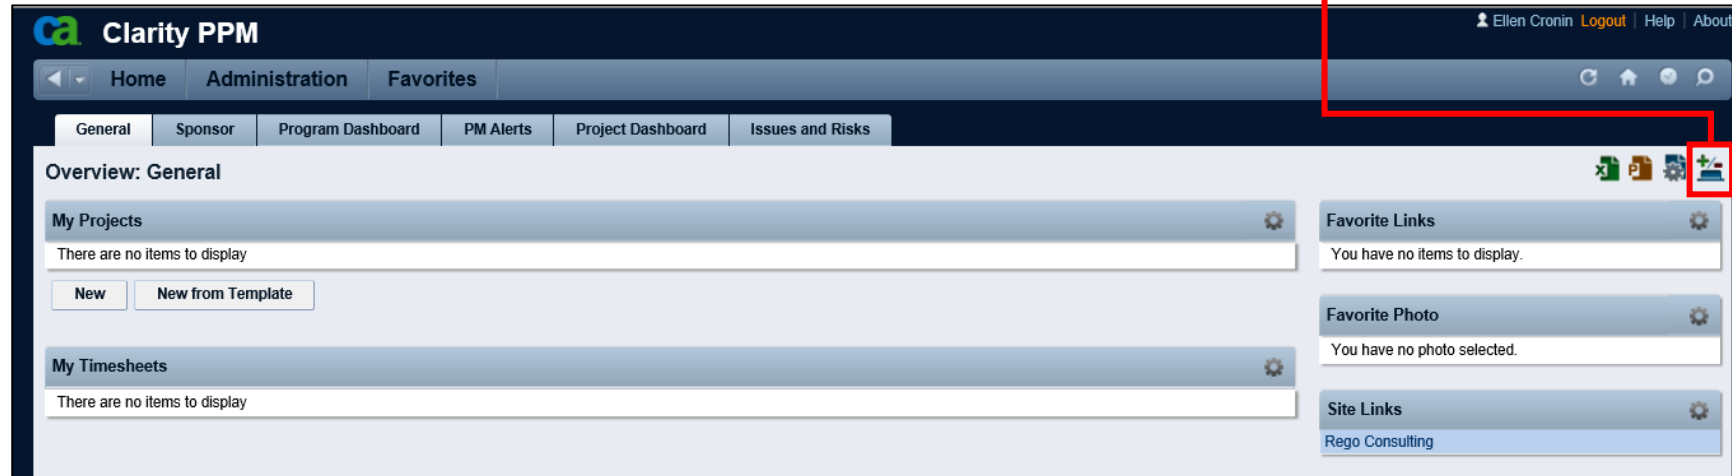 ca Clarity PPM
Ellen Cronin Logout | Help | About
Home Administration Favorites
General Sponsor Program Dashboard PM Alerts Project Dashboard Issues and Risks
Overview: General
My Projects
There are no items to display
New New from Template
My Timesheets
There are no items to display
Favorite Links
You have no items to display.
Favorite Photo
You have no photo selected.
Site Links
Rego Consulting